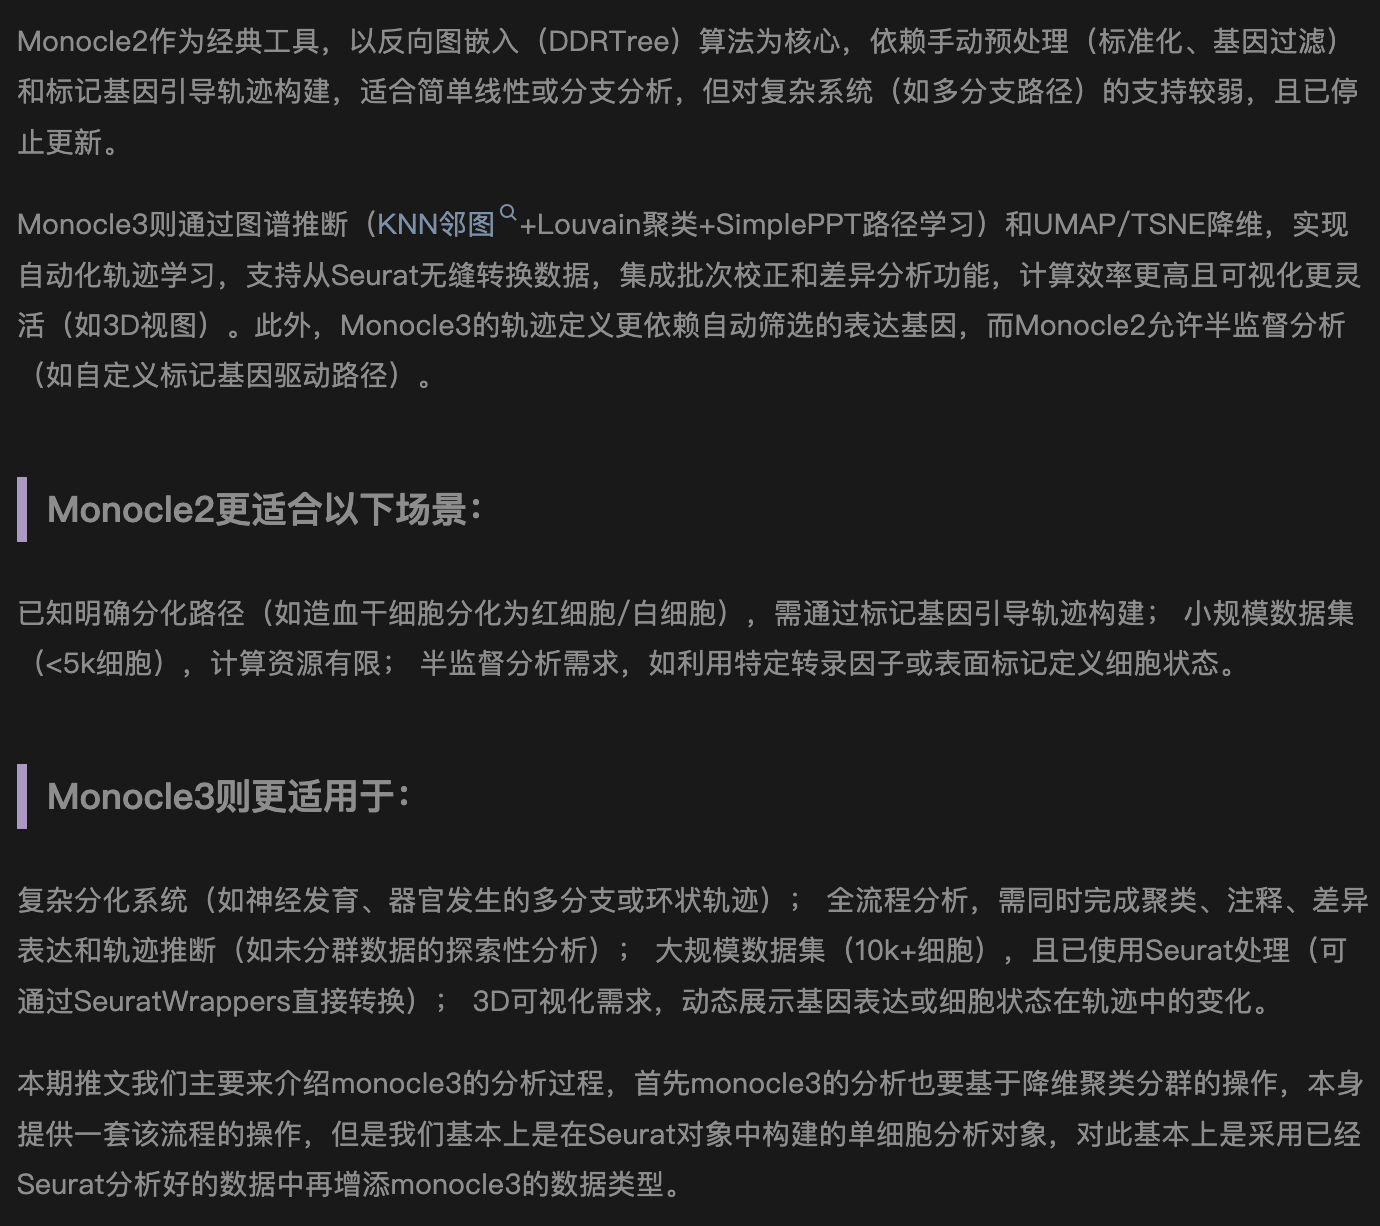 Monocle2作为经典工具，以反向图嵌入（DDRTree）算法为核心，依赖手动预处理（标准化、基因过滤）
和标记基因引导轨迹构建，适合简单线性或分支分析，但对复杂系统（如多分支路径）的支持较弱，且已停
止更新。
Monocle3则通过图谱推断（KNN邻图+Louvain聚类+SimplePPT路径学习）和UMAP/TSNE降维，实现
自动化轨迹学习，支持从Seurat无缝转换数据，集成批次校正和差异分析功能，计算效率更高且可视化更灵
活（如3D视图）。此外，Monocle3的轨迹定义更依赖自动筛选的表达基因，而Monocle2允许半监督分析
（如自定义标记基因驱动路径）。
Monocle2更适合以下场景：
已知明确分化路径（如造血干细胞分化为红细胞/白细胞），需通过标记基因引导轨迹构建； 小规模数据集
（<5k细胞），计算资源有限； 半监督分析需求，如利用特定转录因子或表面标记定义细胞状态。
Monocle3则更适用于：
复杂分化系统（如神经发育、器官发生的多分支或环状轨迹）； 全流程分析，需同时完成聚类、注释、差异
表达和轨迹推断（如未分群数据的探索性分析）； 大规模数据集（10k+细胞），且已使用Seurat处理（可
通过SeuratWrappers直接转换）； 3D可视化需求，动态展示基因表达或细胞状态在轨迹中的变化。
本期推文我们主要来介绍monocle3的分析过程，首先monocle3的分析也要基于降维聚类分群的操作，本身
提供一套该流程的操作，但是我们基本上是在Seurat对象中构建的单细胞分析对象，对此基本上是采用已经
Seurat分析好的数据中再增添monocle3的数据类型。